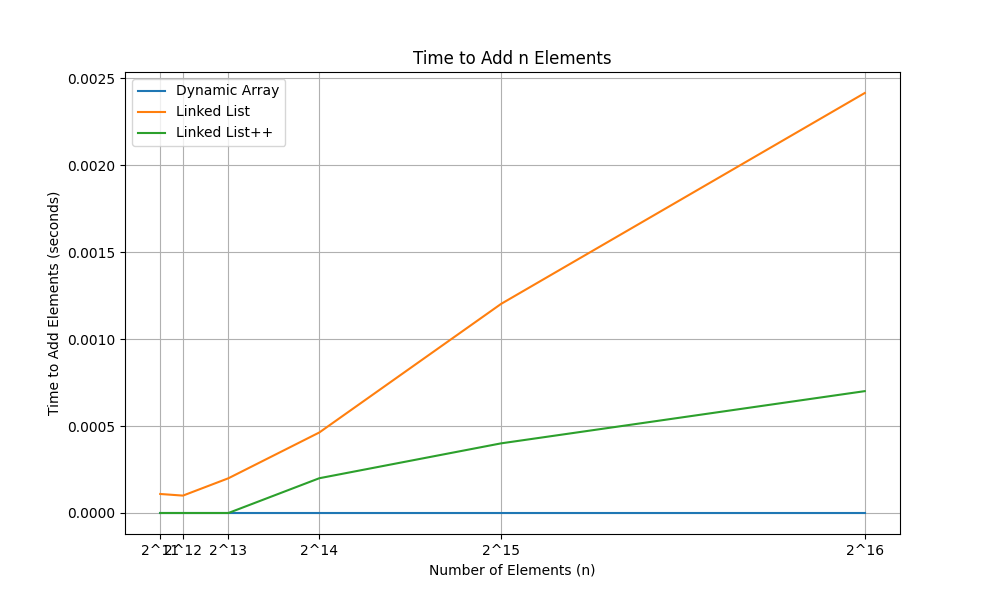 Time to Add n Elements
Dynamic Array
Linked List
Linked List++
0.0025
0.0020
0.0015
0.0010
0.0005
0.0000
Time to Add Elements (seconds)
2^11 2^12 2^13 2^14 2^15 2^16
Number of Elements (n)